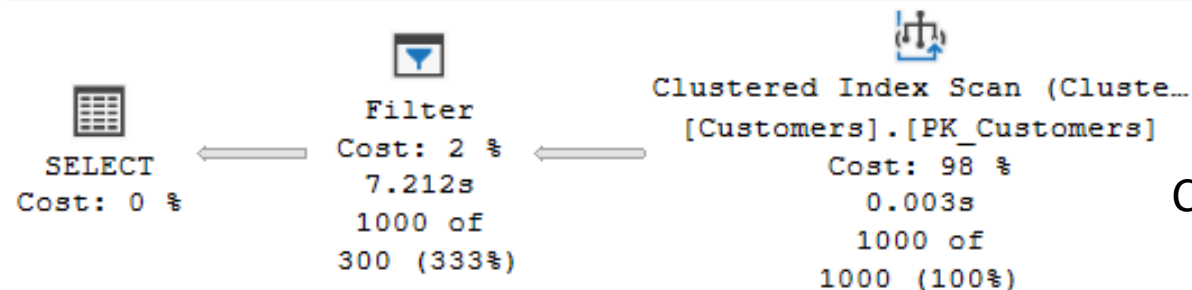 SELECT
Cost: 0 %
Filter
Cost: 2 %
7.212s
1000 of
300 (333%)
Clustered Index Scan (Cluste…
[Customers].[PK_Customers]
Cost: 98 %
0.003s
1000 of
1000 (100%)